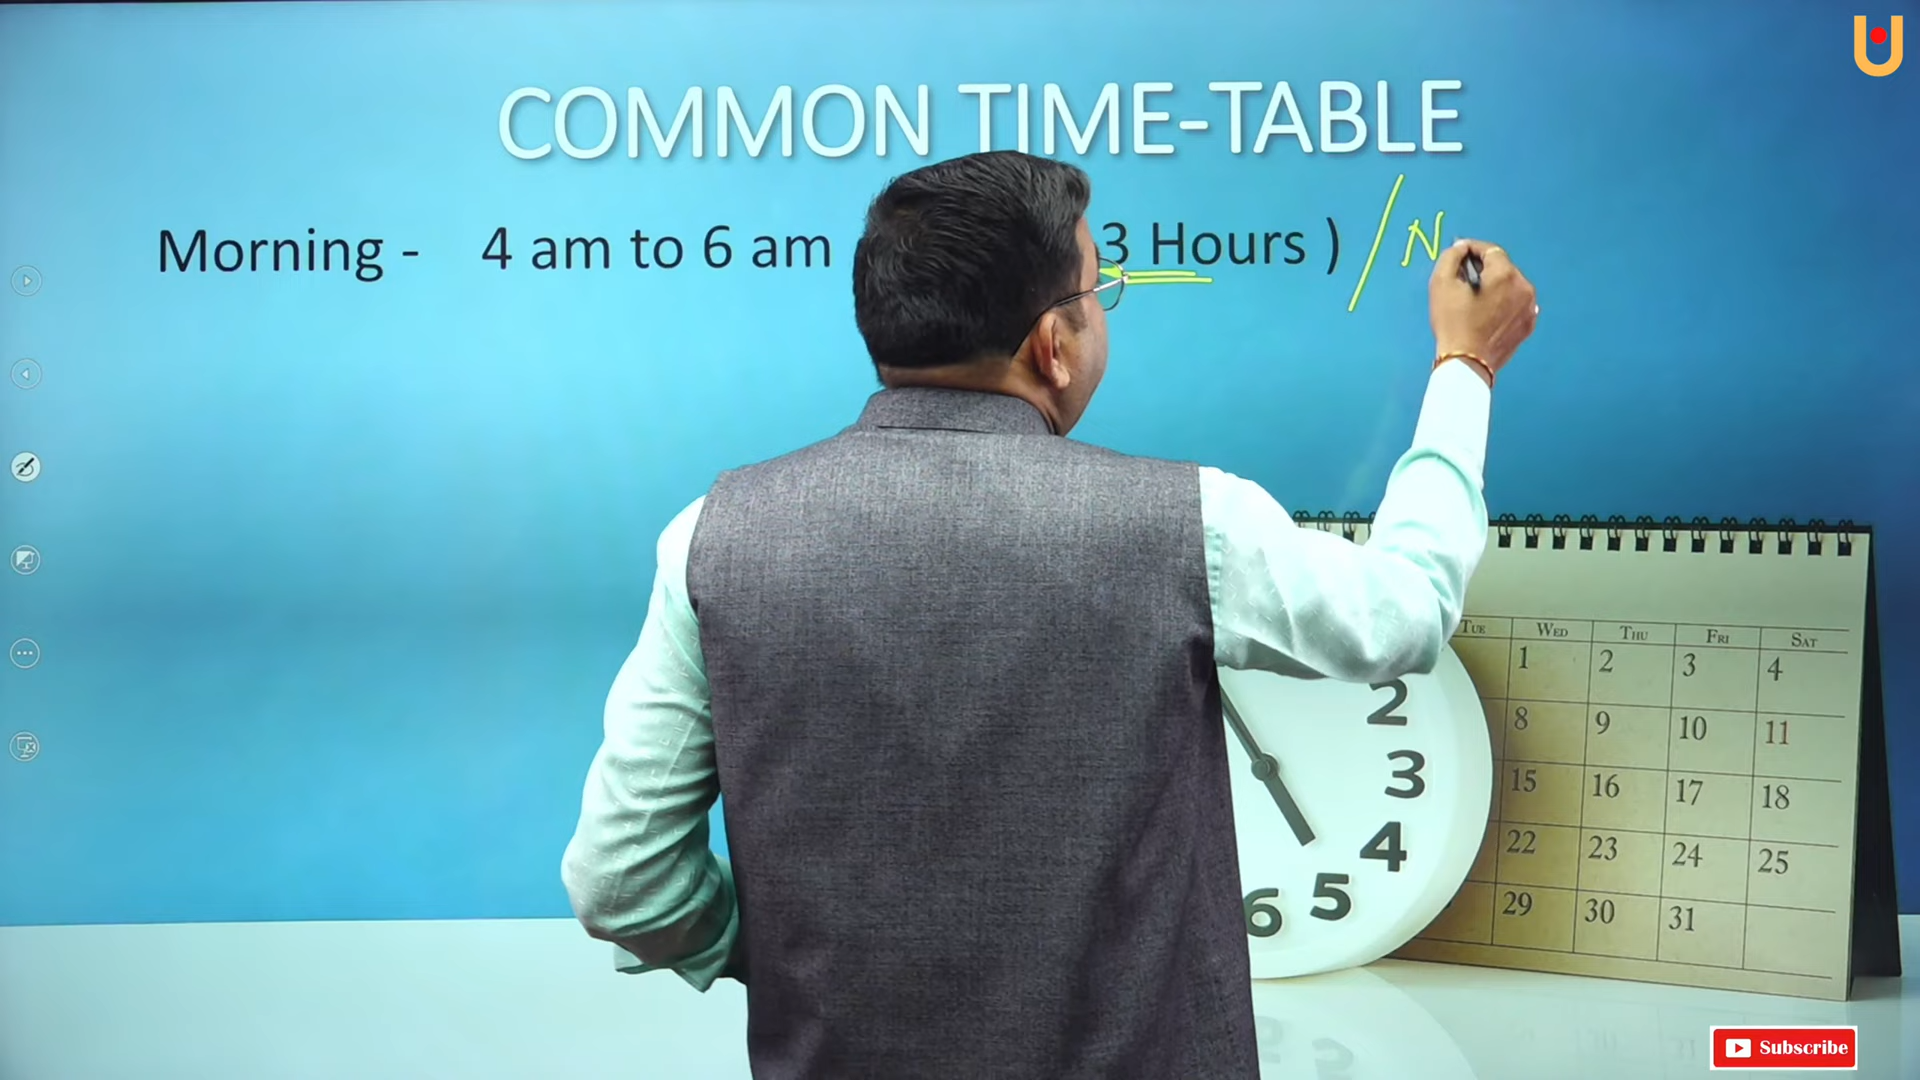 COMMON TIME-TABLE
Morning - 4 am to 6 am 3 Hours ) / N
TUE WED THU FRI SAT
1 2 3 4
8 9 10 11
15 16 17 18
22 23 24 25
29 30 31
2
3
4
5
6
Subscribe